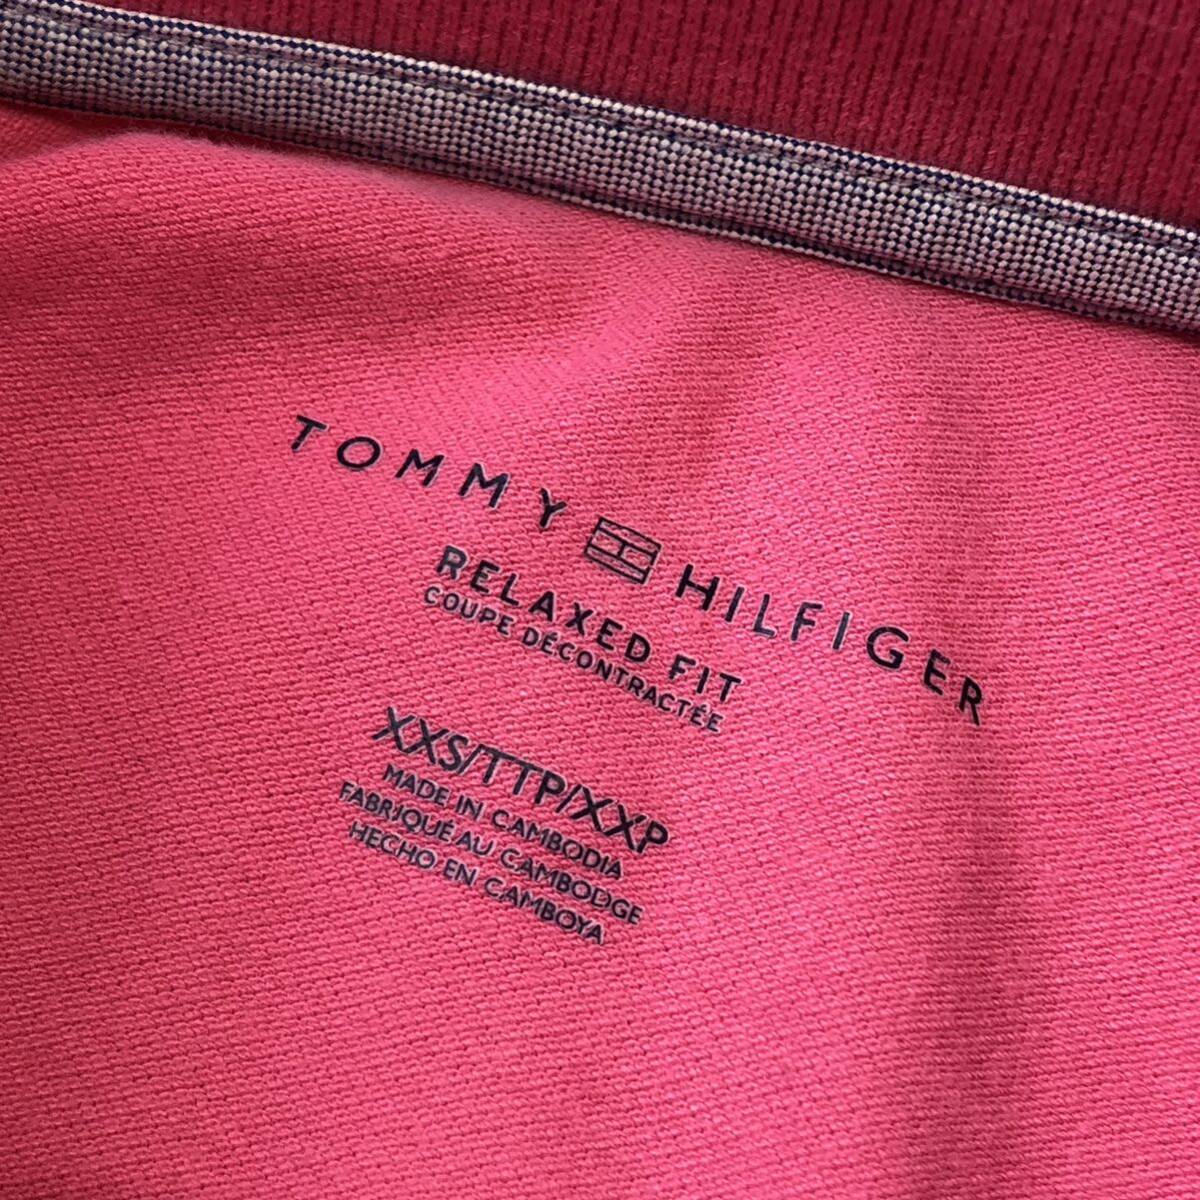 TOMMY HILFIGER
RELAXED FIT
COUPE DÉCONTRACTÉE
XXS/TTP/XXP
MADE IN CAMBODIA
FABRIQUÉ AU CAMBODGE
HECHO EN CAMBOYA